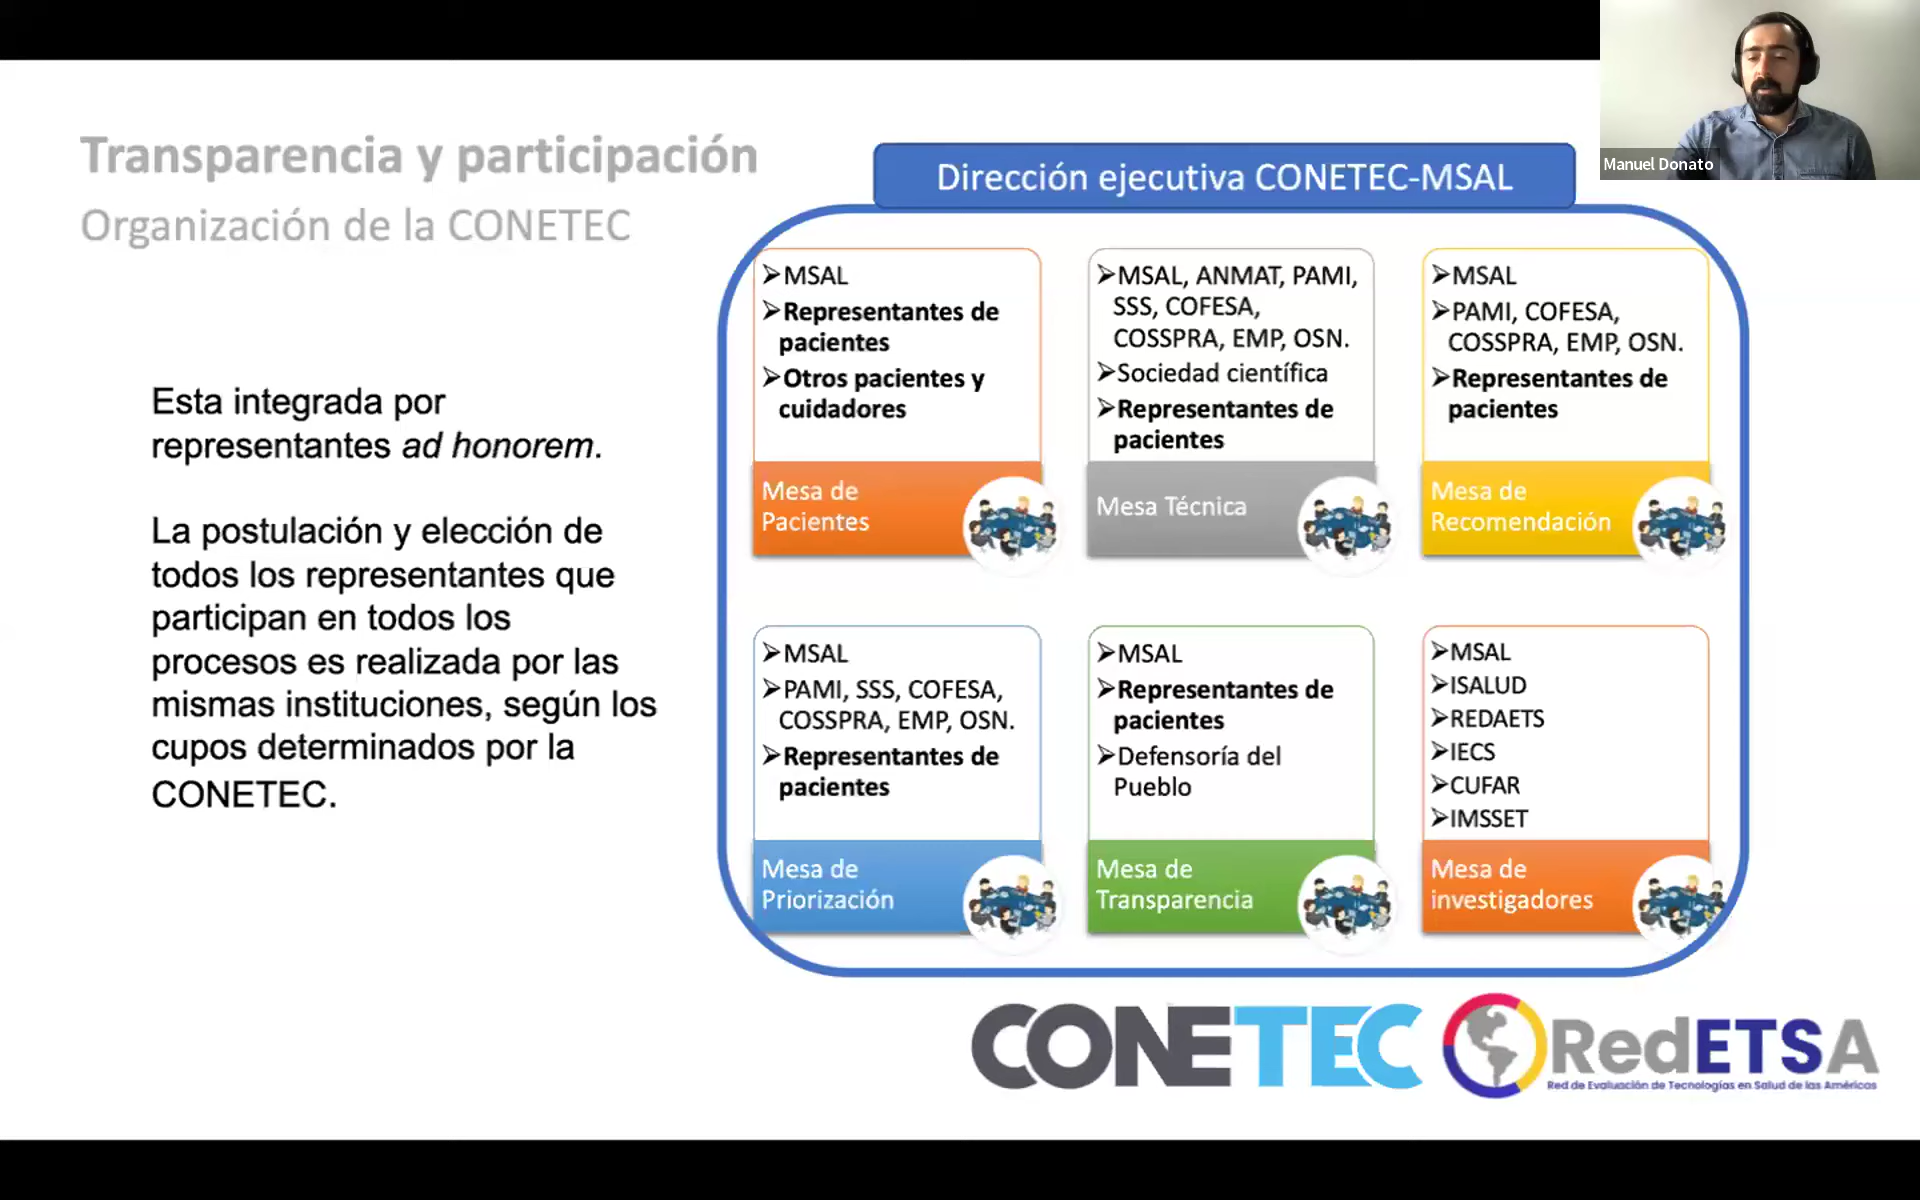 Transparencia y participación
Organización de la CONETEC
Esta integrada por
representantes ad honorem.
La postulación y elección de
todos los representantes que
participan en todos los
procesos es realizada por las
mismas instituciones, según los
cupos determinados por la
CONETEC.
Dirección ejecutiva CONETEC-MSAL
➢MSAL
➢Representantes de
pacientes
➢Otros pacientes y
cuidadores
Mesa de
Pacientes
➢MSAL, ANMAT, PAMI,
SSS, COFESA,
COSSPRA, EMP, OSN.
➢Sociedad científica
➢Representantes de
pacientes
Mesa Técnica
➢MSAL
➢PAMI, COFESA,
COSSPRA, EMP, OSN.
➢Representantes de
pacientes
Mesa de
Recomendación
➢MSAL
➢PAMI, SSS, COFESA,
COSSPRA, EMP, OSN.
➢Representantes de
pacientes
Mesa de
Priorización
➢MSAL
➢Representantes de
pacientes
➢Defensoría del
Pueblo
Mesa de
Transparencia
➢MSAL
➢ISALUD
➢REDAETS
➢IECS
➢CUFAR
➢IMSSET
Mesa de
investigadores
CONETEC
RedETSA
Red de Evaluación de Tecnologías en Salud de las Américas
Manuel Donato